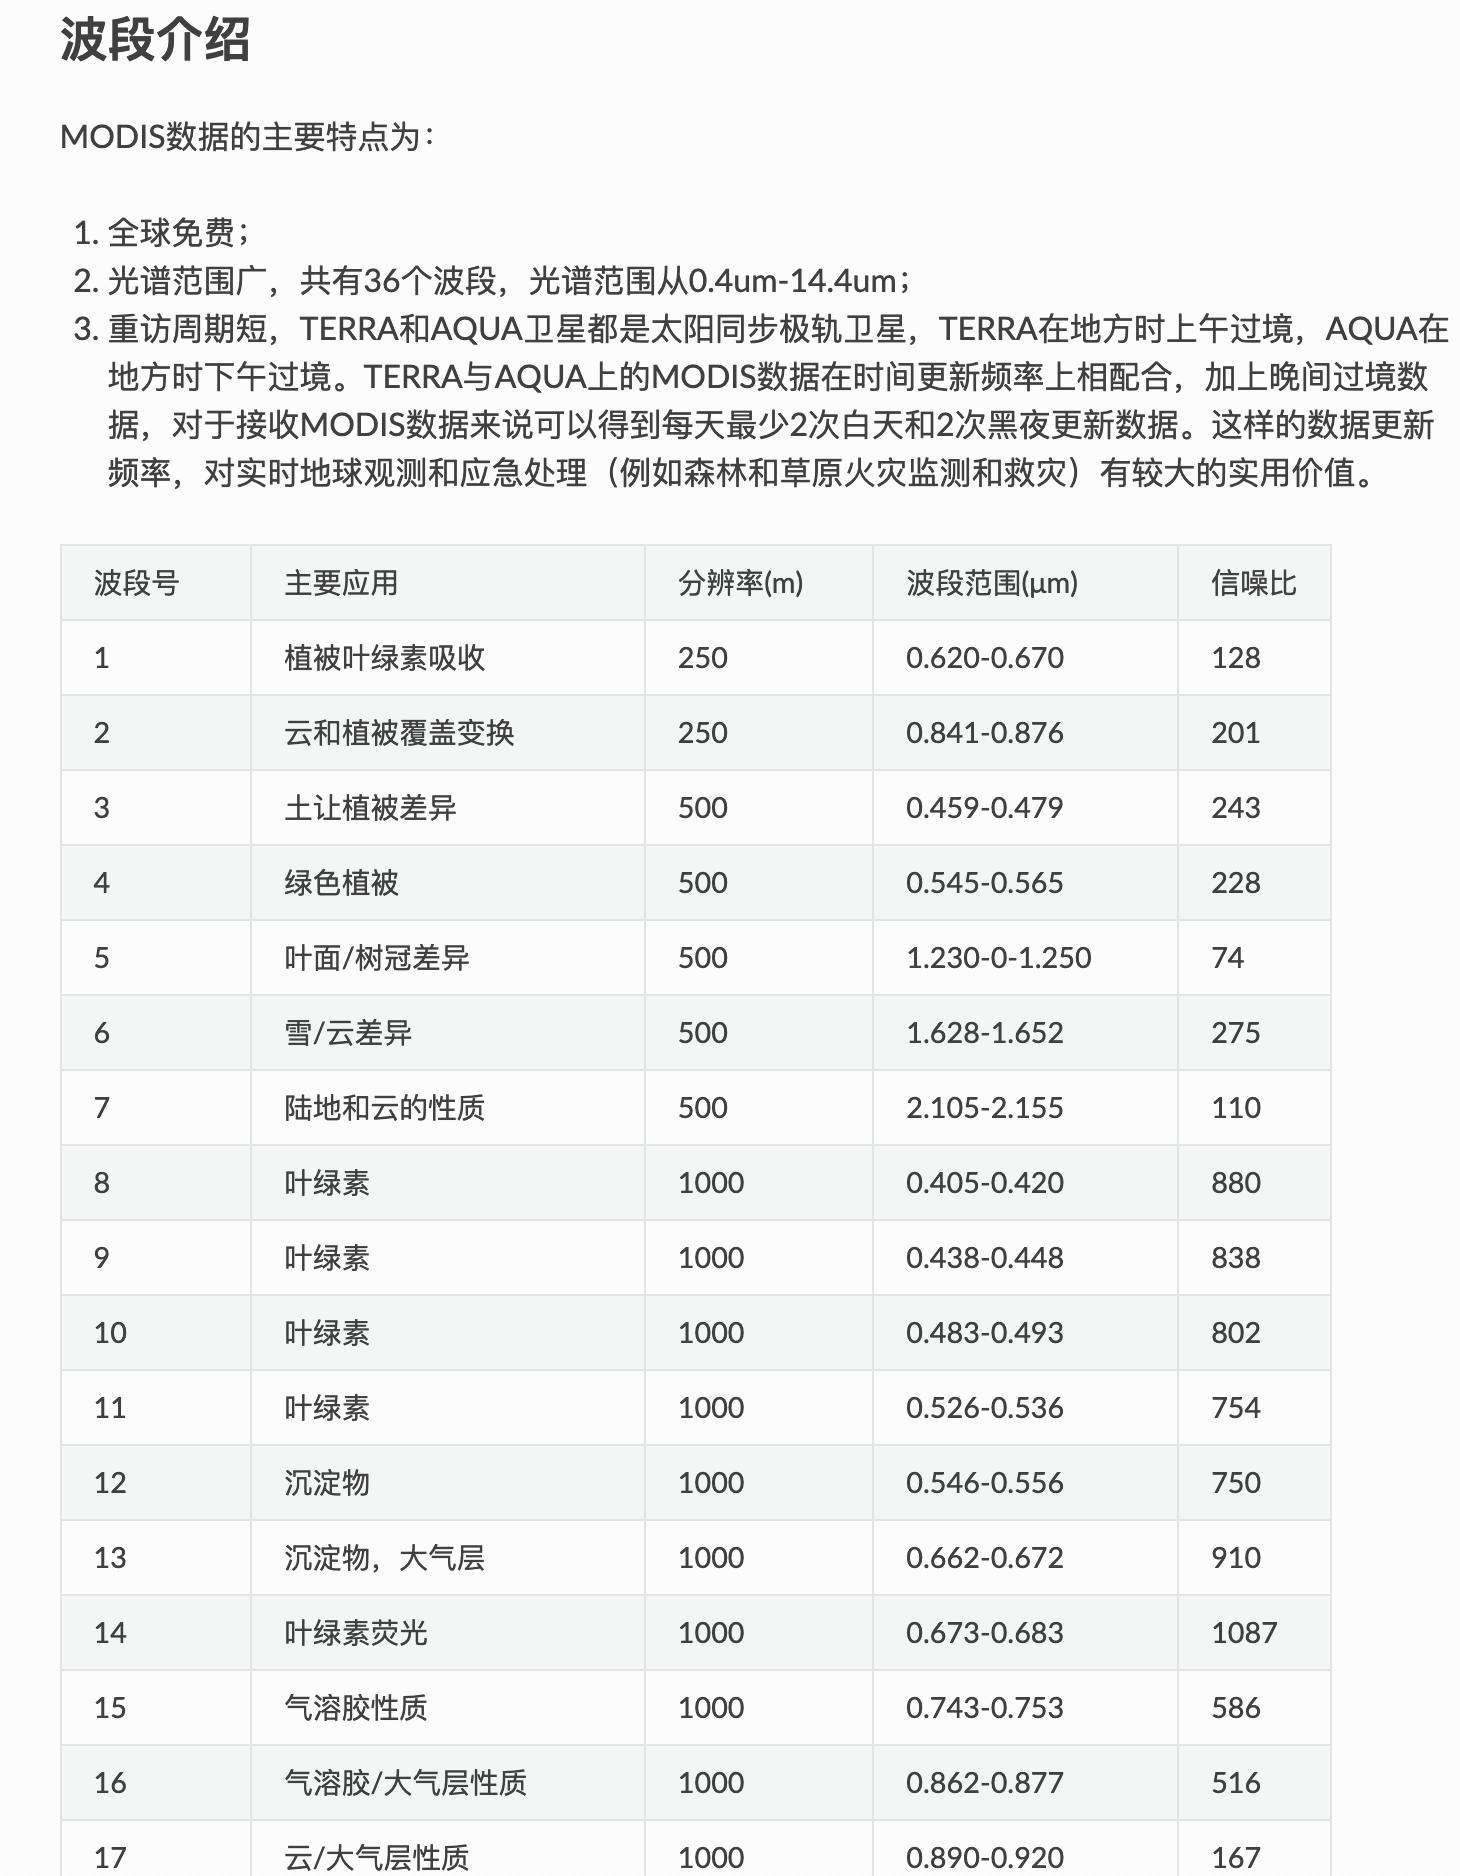 波段介绍
MODIS数据的主要特点为：
1. 全球免费；
2. 光谱范围广，共有36个波段，光谱范围从0.4um-14.4um；
3. 重访周期短，TERRA和AQUA卫星都是太阳同步极轨卫星，TERRA在地方时上午过境，AQUA在
地方时下午过境。TERRA与AQUA上的MODIS数据在时间更新频率上相配合，加上晚间过境数
据，对于接收MODIS数据来说可以得到每天最少2次白天和2次黑夜更新数据。这样的数据更新
频率，对实时地球观测和应急处理（例如森林和草原火灾监测和救灾）有较大的实用价值。
波段号 主要应用 分辨率(m) 波段范围(μm) 信噪比
1 植被叶绿素吸收 250 0.620-0.670 128
2 云和植被覆盖变换 250 0.841-0.876 201
3 土让植被差异 500 0.459-0.479 243
4 绿色植被 500 0.545-0.565 228
5 叶面/树冠差异 500 1.230-0-1.250 74
6 雪/云差异 500 1.628-1.652 275
7 陆地和云的性质 500 2.105-2.155 110
8 叶绿素 1000 0.405-0.420 880
9 叶绿素 1000 0.438-0.448 838
10 叶绿素 1000 0.483-0.493 802
11 叶绿素 1000 0.526-0.536 754
12 沉淀物 1000 0.546-0.556 750
13 沉淀物，大气层 1000 0.662-0.672 910
14 叶绿素荧光 1000 0.673-0.683 1087
15 气溶胶性质 1000 0.743-0.753 586
16 气溶胶/大气层性质 1000 0.862-0.877 516
17 云/大气层性质 1000 0.890-0.920 167